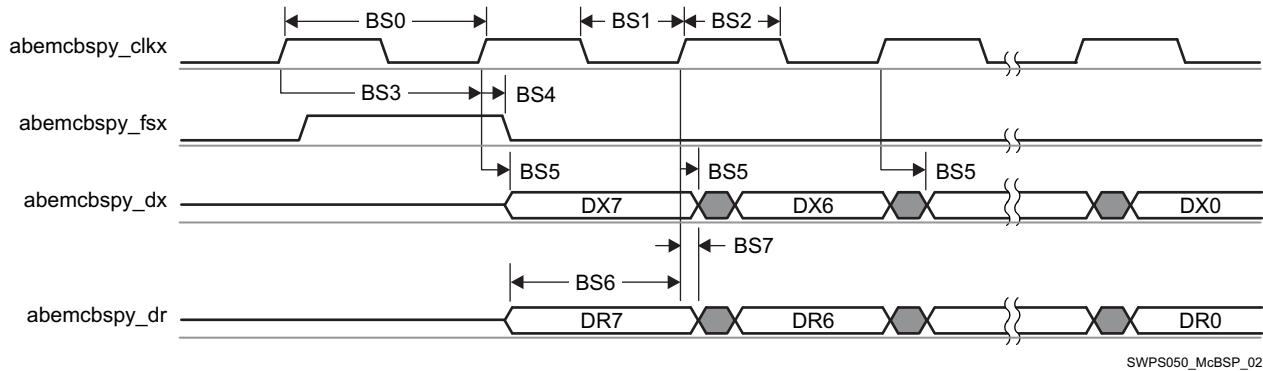 BS0 BS1 BS2
abemcbspy_clkx
BS3 BS4
abemcbspy_fsx
BS5 BS5 BS5
abemcbspy_dx DX7 DX6 DX0
BS7
BS6
abemcbspy_dr DR7 DR6 DR0
SWPS050_McBSP_02